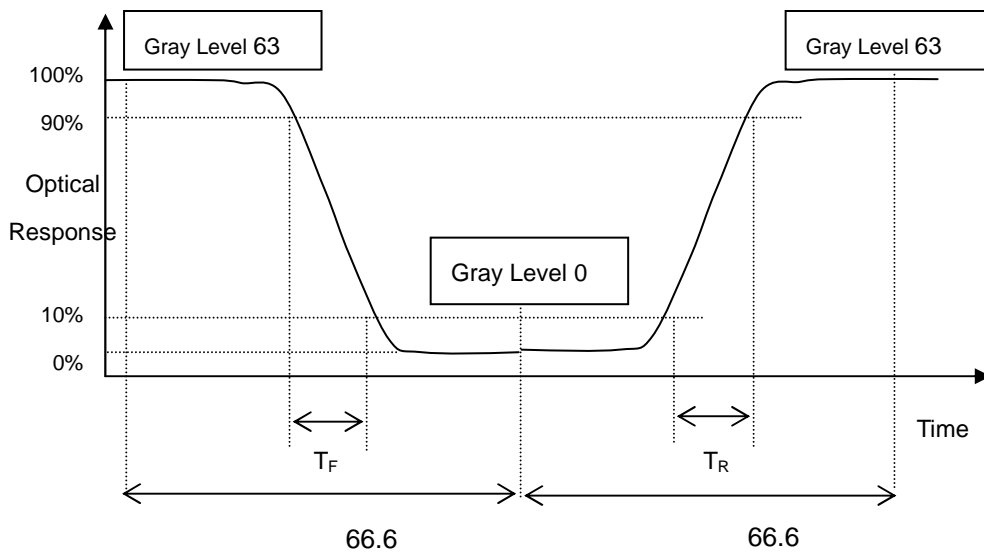 Gray Level 63
Gray Level 63
100%
90%
Optical
Response
Gray Level 0
10%
0%
Time
TF
TR
66.6
66.6